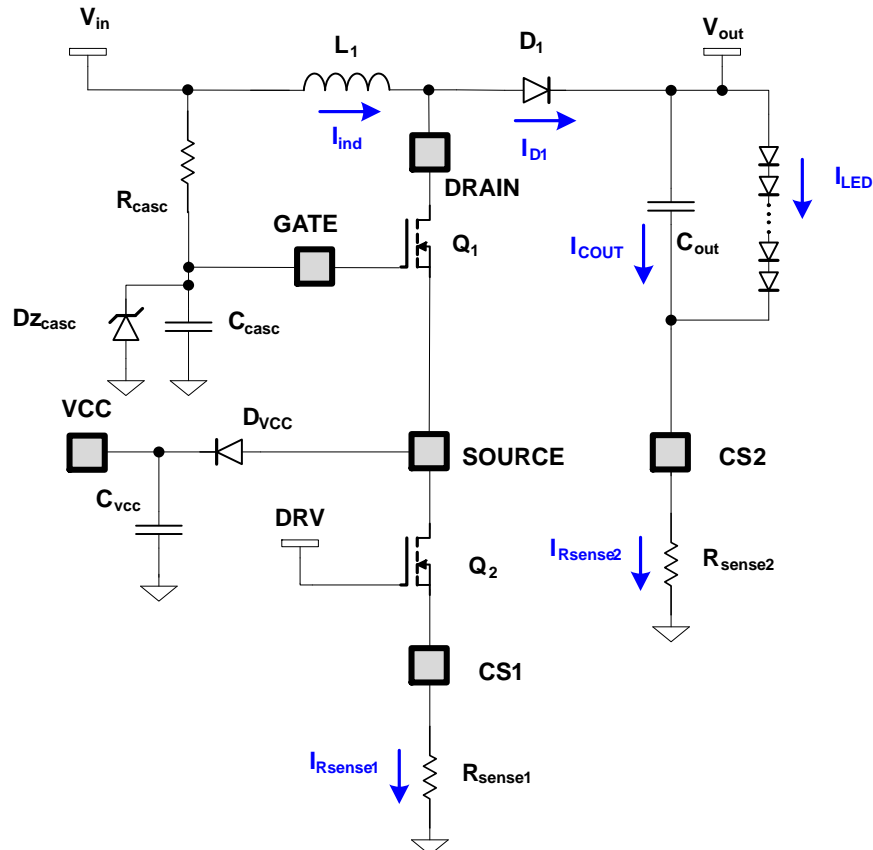 Vin
Vout
L1
D1
Iind
ID1
DRAIN
Rcasc
GATE
Q1
ICOUT
Cout
ILED
Dzcasc
Ccasc
VCC
DVCC
SOURCE
CS2
Cvcc
DRV
Q2
IRsense2
Rsense2
CS1
IRsense1
Rsense1